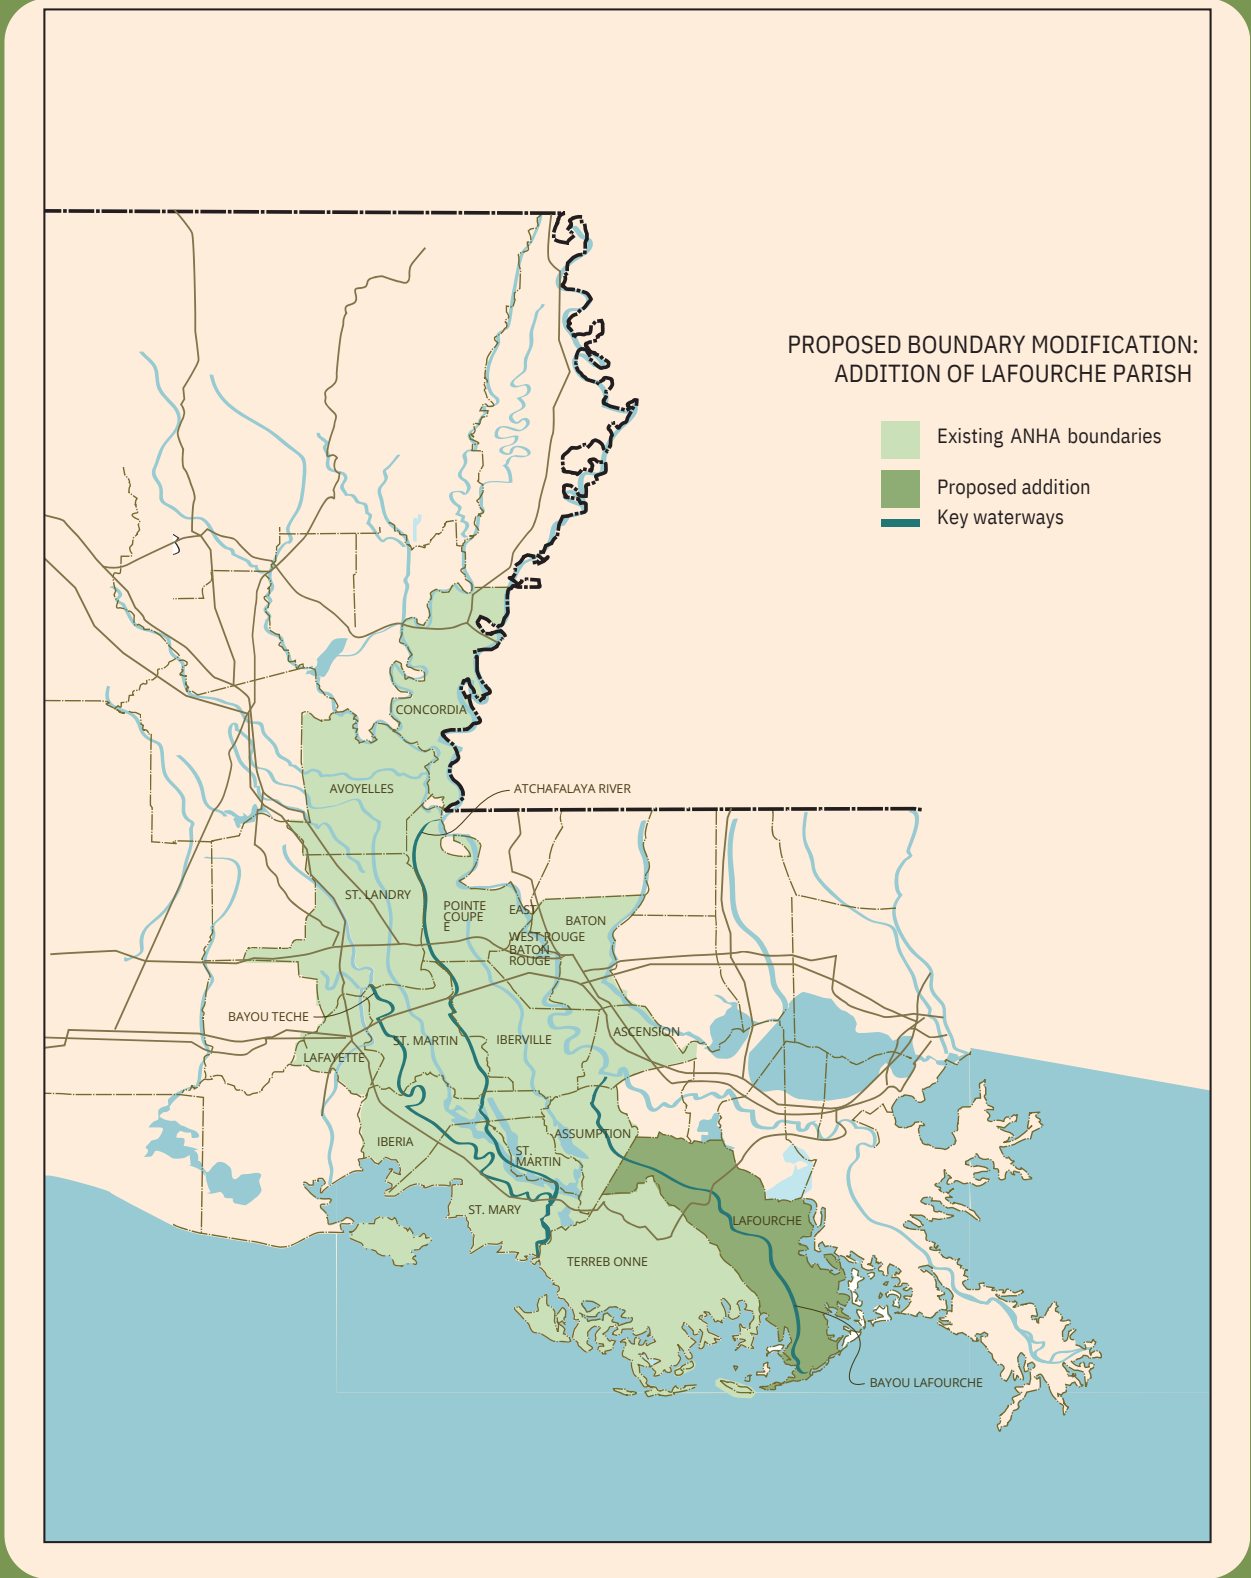 PROPOSED BOUNDARY MODIFICATION:
ADDITION OF LAFOURCHE PARISH
Existing ANHA boundaries
Proposed addition
Key waterways
CONCORDIA
AVOYELLES
ATCHAFALAYA RIVER
ST. LANDRY
POINTE
COUPE
E
EAST
BATON
WEST ROUGE
BATON
ROUGE
BAYOU TECHE
ST. MARTIN
IBERVILLE
ASCENSION
LAFAYETTE
IBERIA
ASSUMPTION
ST.
MARTIN
ST. MARY
LAFOURCHE
TERREB ONNE
BAYOU LAFOURCHE